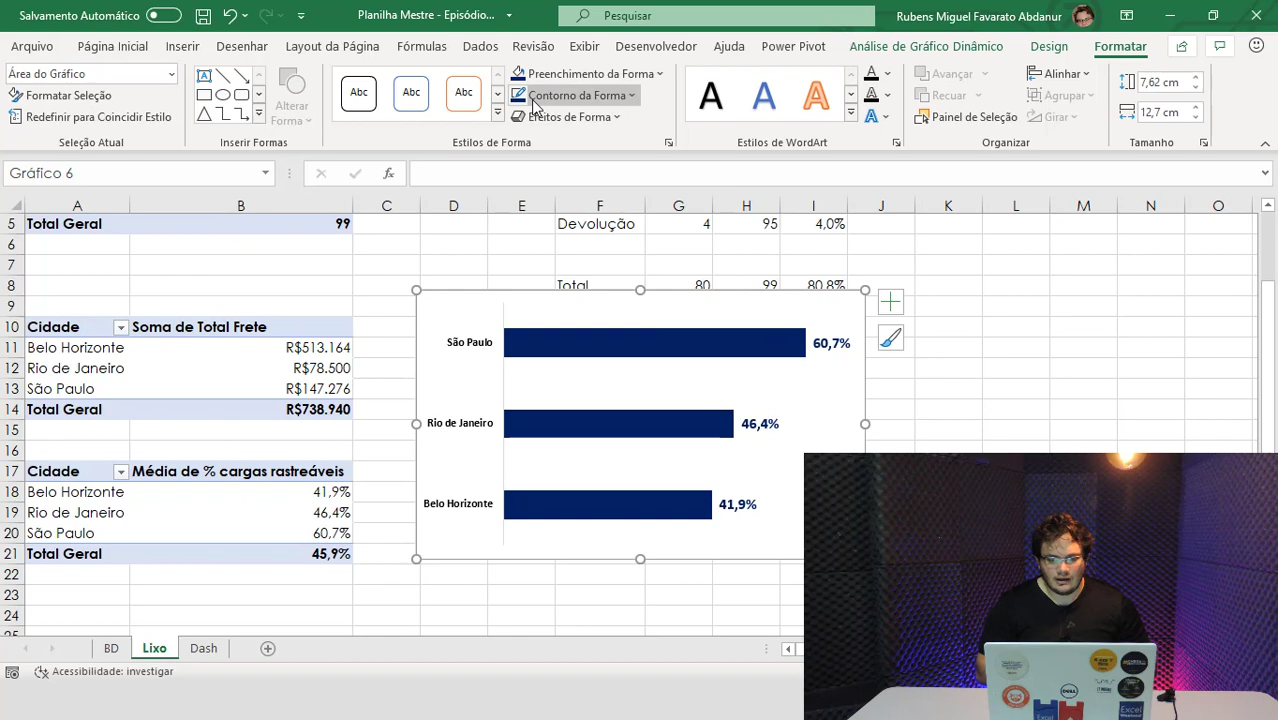 Salvamento Automático
Planilha Mestre - Episódio...
Pesquisar
Rubens Miguel Favarato Abdanur
Arquivo Página Inicial Inserir Desenhar Layout da Página Fórmulas Dados Revisão Exibir Desenvolvedor Ajuda Power Pivot Análise de Gráfico Dinâmico Design Formatar
Área do Gráfico
Formatar Seleção
Redefinir para Coincidir Estilo
Seleção Atual
Alterar
Forma
Inserir Formas
Abc Abc Abc
Preenchimento da Forma
Contorno da Forma
Efeitos de Forma
Estilos de Forma
A A A
Estilos de WordArt
Avançar
Recuar
Painel de Seleção
Alinhar
Agrupar
Girar
Organizar
7,62 cm
12,7 cm
Tamanho
Gráfico 6
fx
A B C D E F G H I J K L M N O
5 Total Geral 99 Devolução 4 95 4,0%
6
7
8 Total 80 99 80,8%
9
10 Cidade Soma de Total Frete
11 Belo Horizonte R$513.164
12 Rio de Janeiro R$78.500
13 São Paulo R$147.276
14 Total Geral R$738.940
15
16
17 Cidade Média de % cargas rastreáveis
18 Belo Horizonte 41,9%
19 Rio de Janeiro 46,4%
20 São Paulo 60,7%
21 Total Geral 45,9%
22
23
24
25
São Paulo 60,7%
Rio de Janeiro 46,4%
Belo Horizonte 41,9%
BD Lixo Dash
Acessibilidade: investigar
DELL
Excel